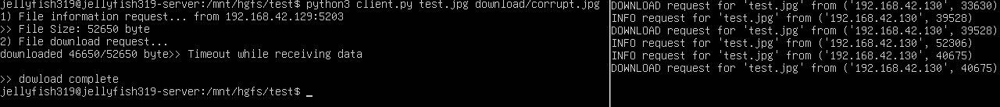 jellyfish319@jellyfish319-server:/mnt/hgfs/test$ python3 client.py test.jpg download/corrupt.jpg
1) File information request... from 192.168.42.129:5203
>> File Size: 52650 byte
2) File download request...
downloaded 46650/52650 byte>> Timeout while receiving data
>> dowload complete
jellyfish319@jellyfish319-server:/mnt/hgfs/test$ _
DOWNLOAD request for 'test.jpg' from ('192.168.42.130', 33630)
INFO request for 'test.jpg' from ('192.168.42.130', 39528)
DOWNLOAD request for 'test.jpg' from ('192.168.42.130', 39528)
INFO request for 'test.jpg' from ('192.168.42.130', 52306)
INFO request for 'test.jpg' from ('192.168.42.130', 40675)
DOWNLOAD request for 'test.jpg' from ('192.168.42.130', 40675)